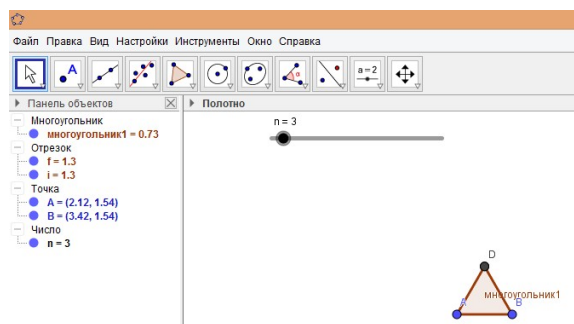 Файл Правка Вид Настройки Инструменты Окно Справка
A
a = 2
Панель объектов
Полотно
Многоугольник
многоугольник1 = 0.73
Отрезок
f = 1.3
i = 1.3
Точка
A = (2.12, 1.54)
B = (3.42, 1.54)
Число
n = 3
n = 3
D
многоугольник1
A
B